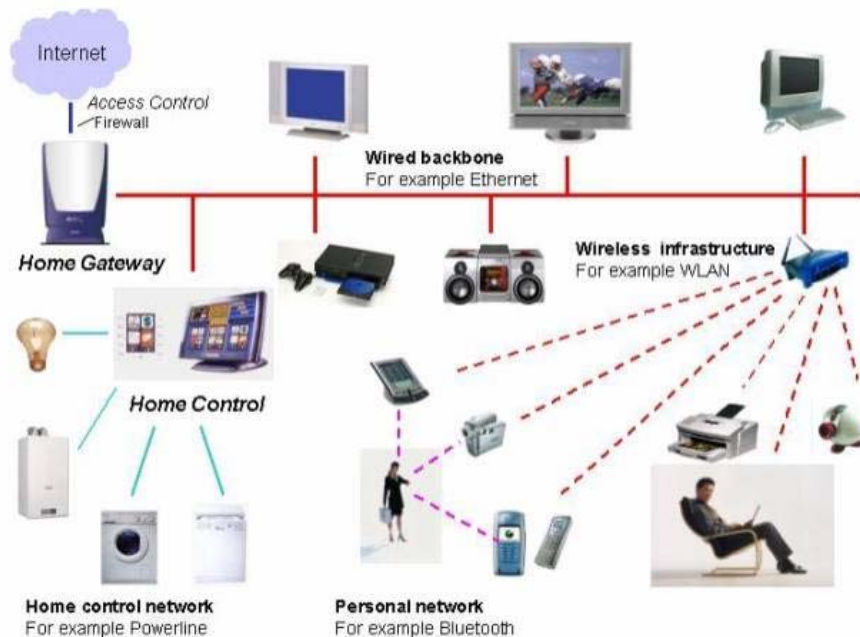 Internet
Access Control
Firewall
Wired backbone
For example Ethernet
Home Gateway
Wireless infrastructure
For example WLAN
Home Control
Home control network
For example Powerline
Personal network
For example Bluetooth